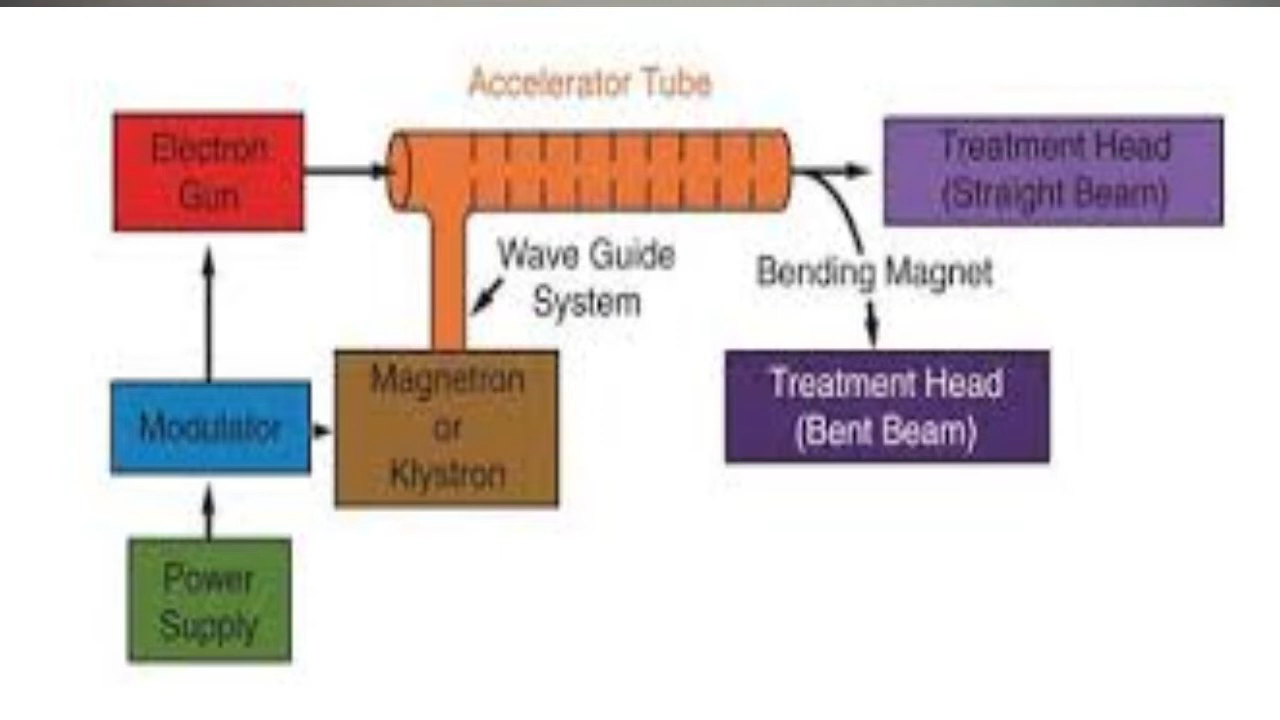 Accelerator Tube
Electron
Gun
Treatment Head
(Straight Beam)
Wave Guide
System
Bending Magnet
Modulator
Magnetron
or
Klystron
Treatment Head
(Bent Beam)
Power
Supply